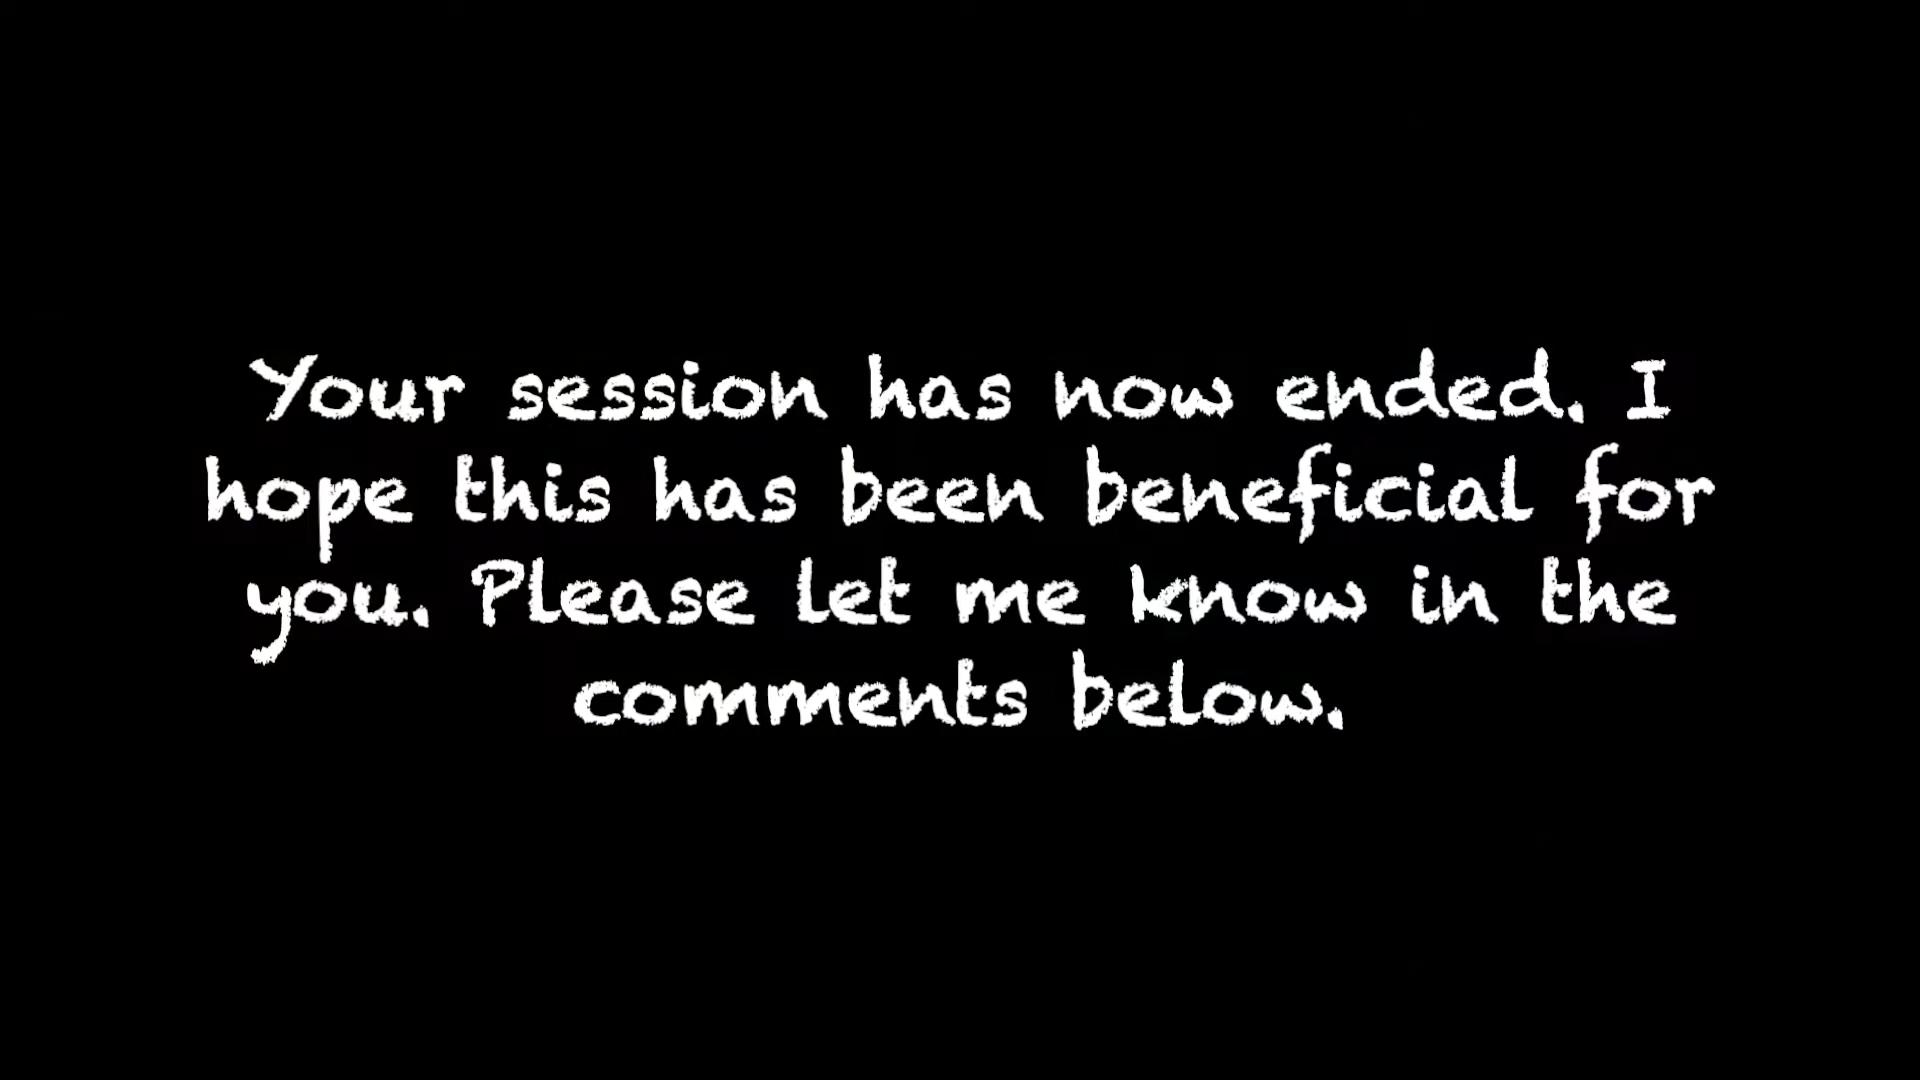 Your session has now ended. I
hope this has been beneficial for
you. Please let me know in the
comments below.